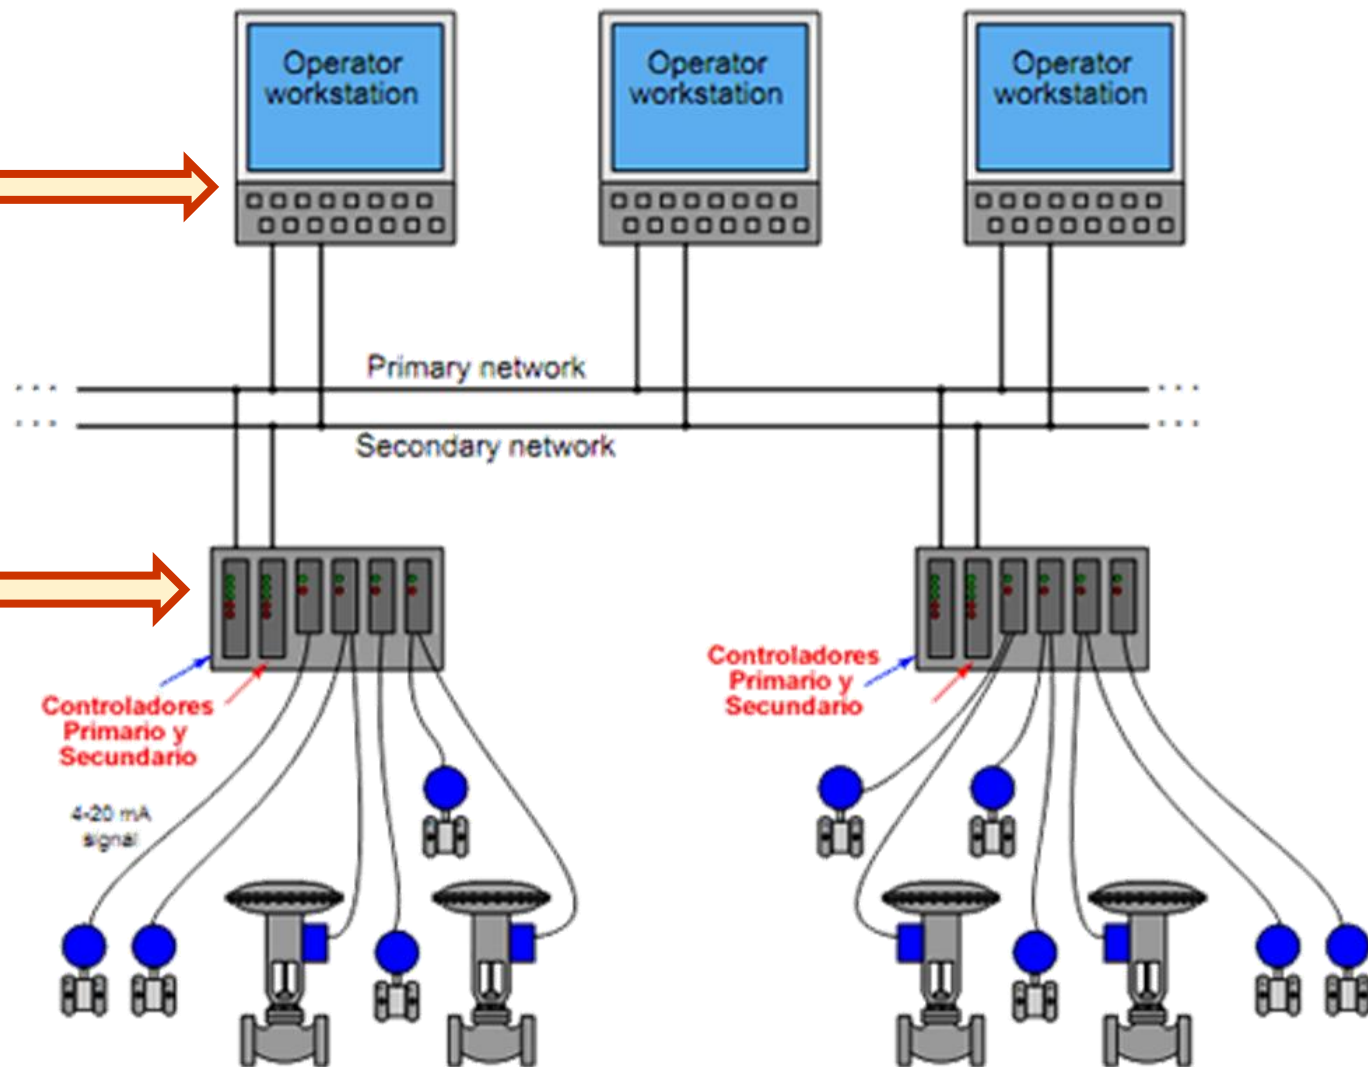 Operator
workstation
Operator
workstation
Operator
workstation
Primary network
Secondary network
Controladores
Primario y
Secundario
4-20 mA
signal
Controladores
Primario y
Secundario